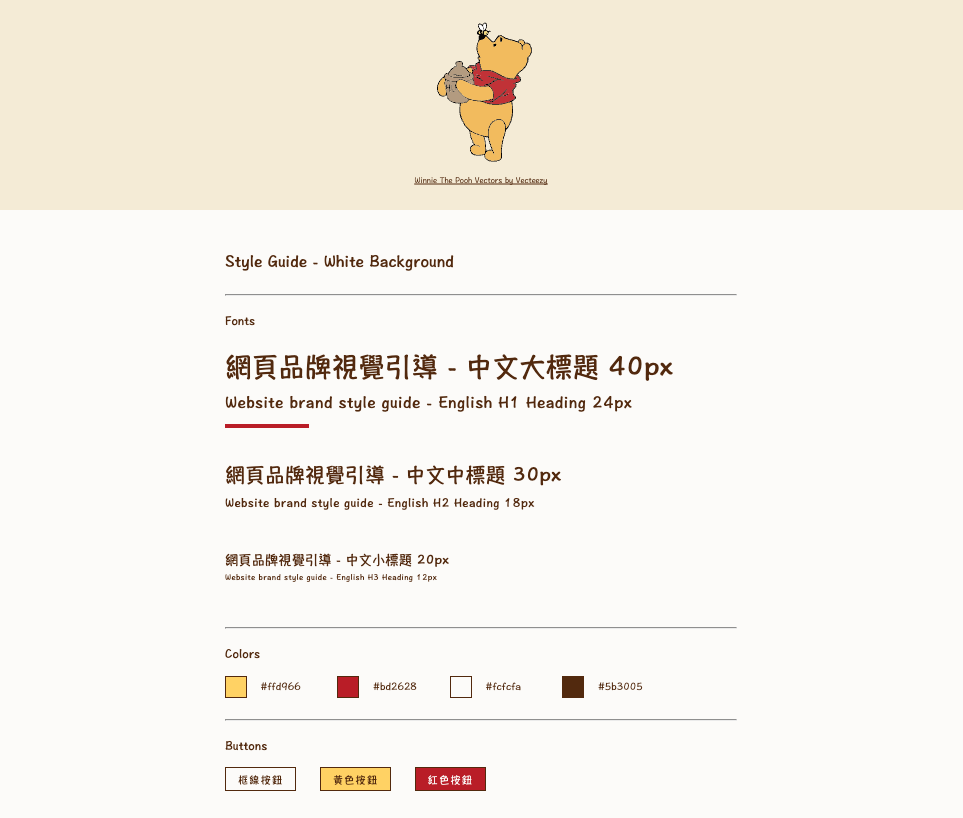 Winnie The Pooh Vectors by Vecteezy
Style Guide - White Background
Fonts
網頁品牌視覺引導 - 中文大標題 40px
Website brand style guide - English H1 Heading 24px
網頁品牌視覺引導 - 中文中標題 30px
Website brand style guide - English H2 Heading 18px
網頁品牌視覺引導 - 中文小標題 20px
Website brand style guide - English H3 Heading 12px
Colors
#ffd966 #bd2628 #fcfcfa #5b3005
Buttons
框線按鈕 黃色按鈕 紅色按鈕